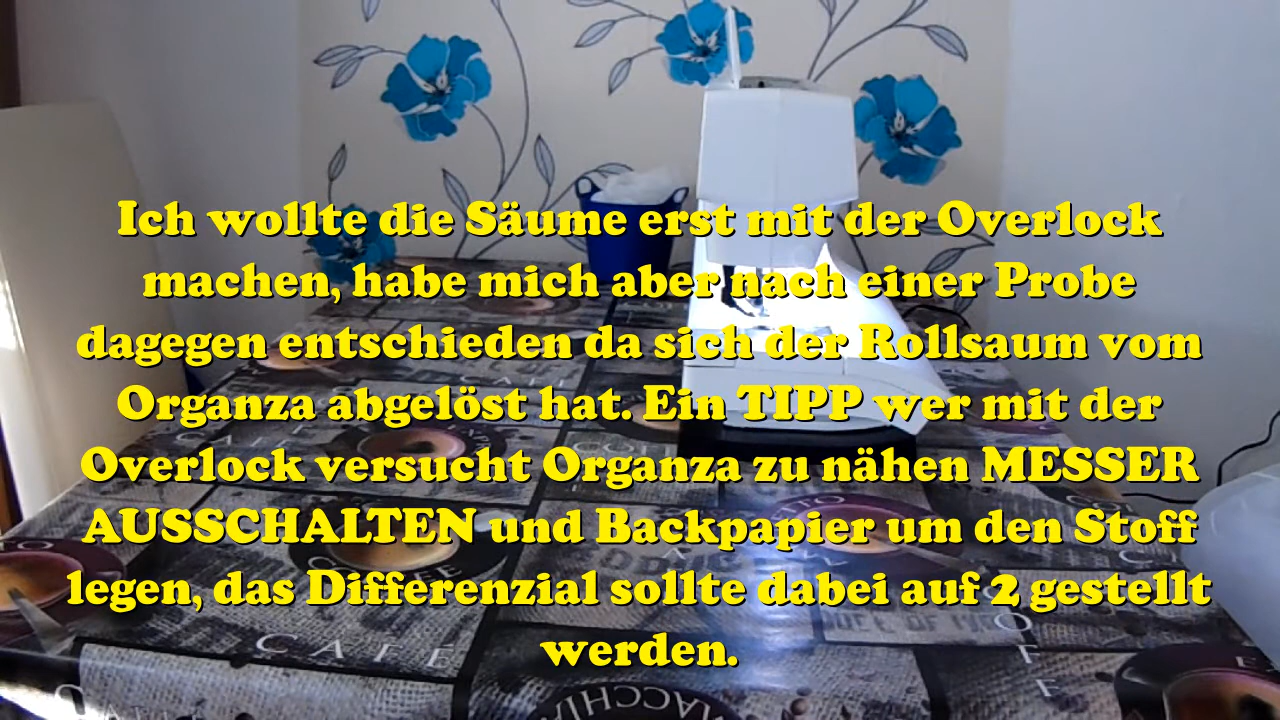 Ich wollte die Säume erst mit der Overlock
machen, habe mich aber nach einer Probe
dagegen entschieden da sich der Rollsaum vom
Organza abgelöst hat. Ein TIPP wer mit der
Overlock versucht Organza zu nähen MESSER
AUSSCHALTEN und Backpapier um den Stoff
legen, das Differenzial sollte dabei auf 2 gestellt
werden.
CAFE